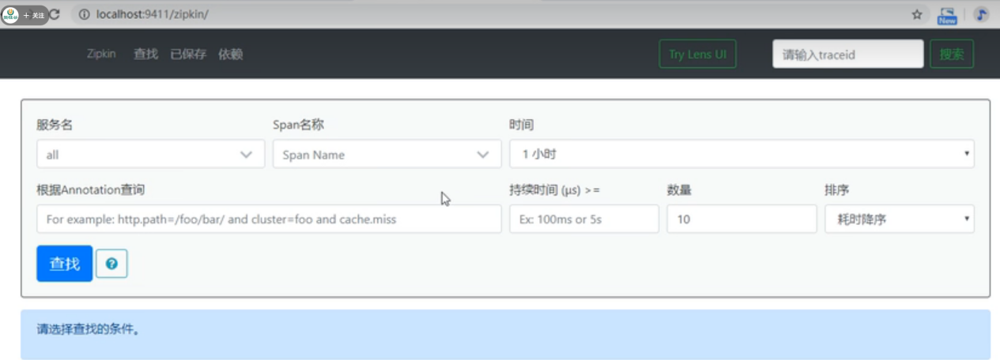 + 关注
localhost:9411/zipkin/
New
Zipkin 查找 已保存 依赖 Try Lens UI 请输入traceid 搜索
服务名 Span名称 时间
all Span Name 1 小时
根据Annotation查询 持续时间 (μs) >= 数量 排序
For example: http.path=/foo/bar/ and cluster=foo and cache.miss Ex: 100ms or 5s 10 耗时降序
查找
请选择查找的条件。